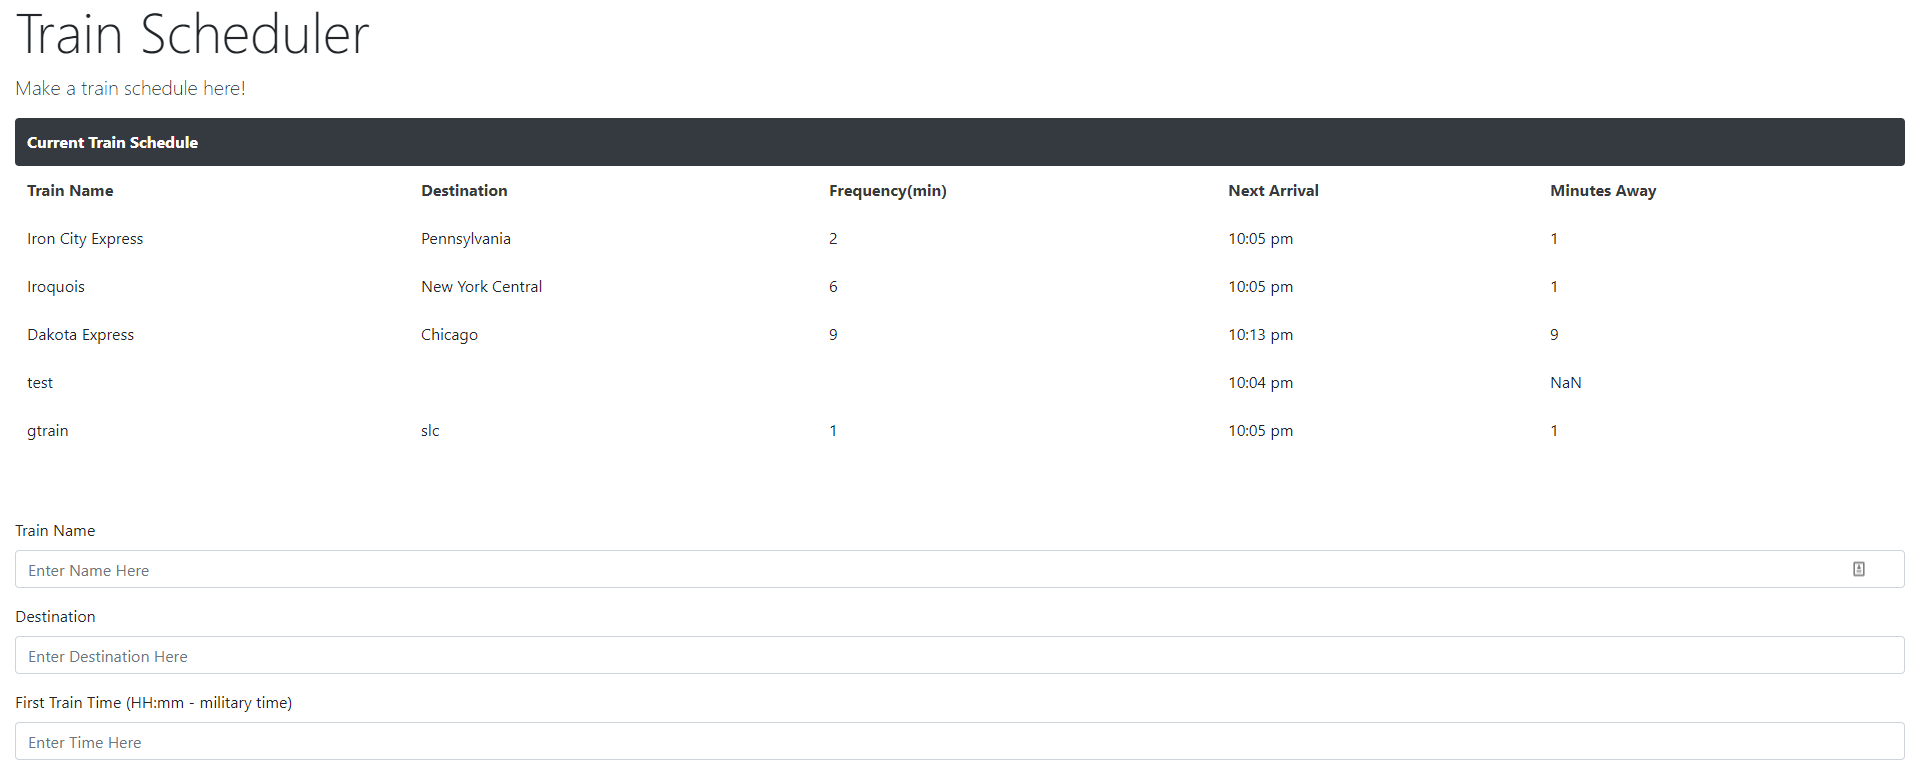 Train Scheduler
Make a train schedule here!
Current Train Schedule
Train Name Destination Frequency(min) Next Arrival Minutes Away
Iron City Express Pennsylvania 2 10:05 pm 1
Iroquois New York Central 6 10:05 pm 1
Dakota Express Chicago 9 10:13 pm 9
test 10:04 pm NaN
gtrain slc 1 10:05 pm 1
Train Name
Enter Name Here
Destination
Enter Destination Here
First Train Time (HH:mm - military time)
Enter Time Here